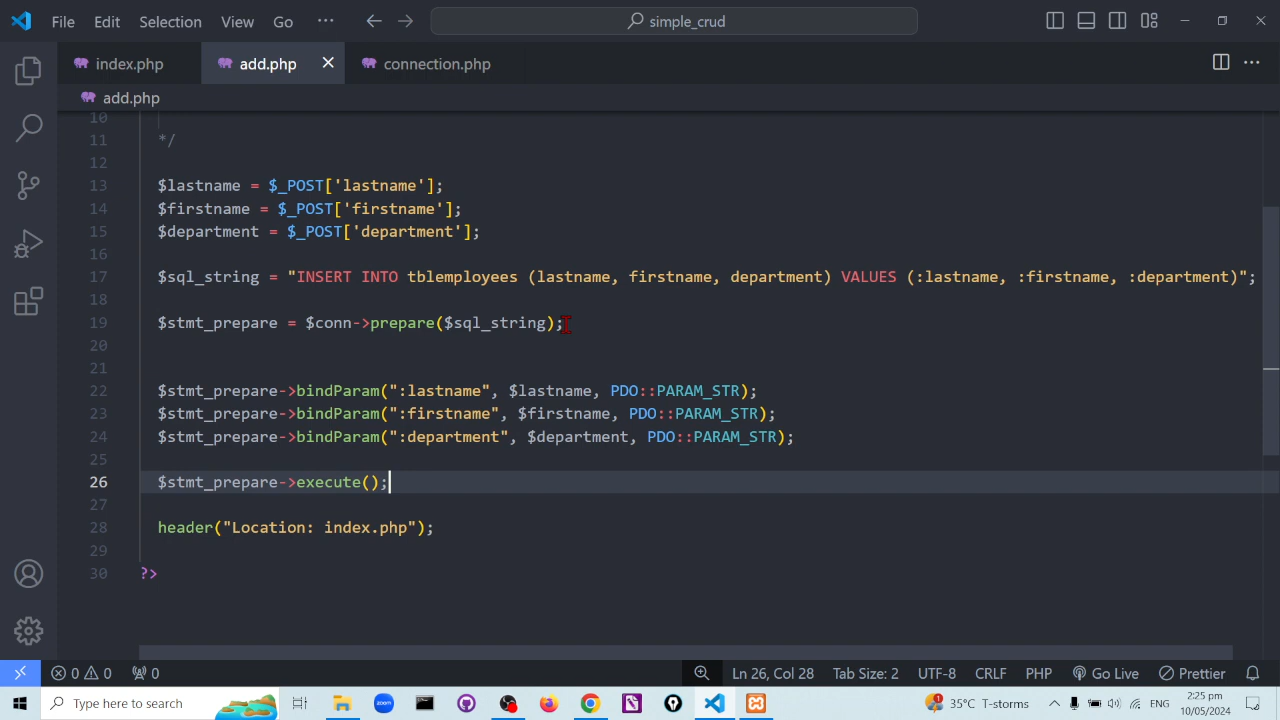 File Edit Selection View Go ··· simple_crud
index.php add.php connection.php
add.php
10
11 */
12
13 $lastname = $_POST['lastname'];
14 $firstname = $_POST['firstname'];
15 $department = $_POST['department'];
16
17 $sql_string = "INSERT INTO tblemployees (lastname, firstname, department) VALUES (:lastname, :firstname, :department)";
18
19 $stmt_prepare = $conn->prepare($sql_string);
20
21
22 $stmt_prepare->bindParam(":lastname", $lastname, PDO::PARAM_STR);
23 $stmt_prepare->bindParam(":firstname", $firstname, PDO::PARAM_STR);
24 $stmt_prepare->bindParam(":department", $department, PDO::PARAM_STR);
25
26 $stmt_prepare->execute();
27
28 header("Location: index.php");
29
30 ?>
0 0 0 Ln 26, Col 28 Tab Size: 2 UTF-8 CRLF PHP Go Live Prettier
Type here to search zoom 1 35°C T-storms ENG 2:25 pm
10/05/2024